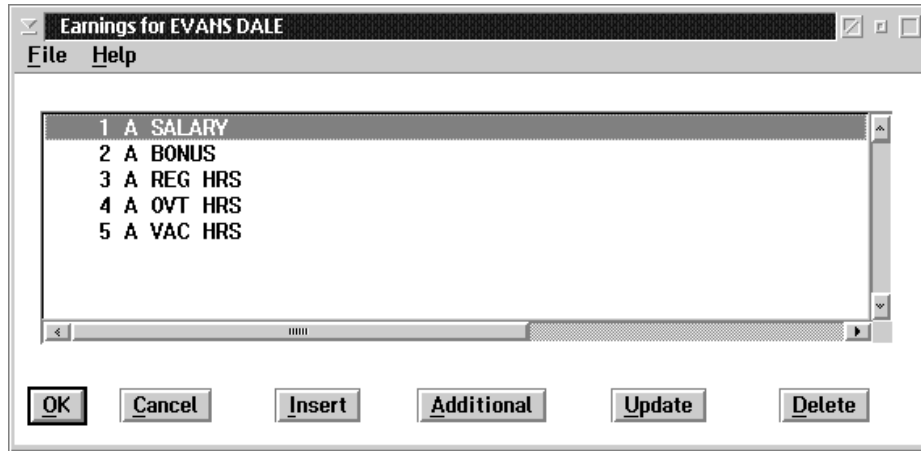 Earnings for EVANS DALE
File Help
1 A SALARY
2 A BONUS
3 A REG HRS
4 A OVT HRS
5 A VAC HRS
OK Cancel Insert Additional Update Delete